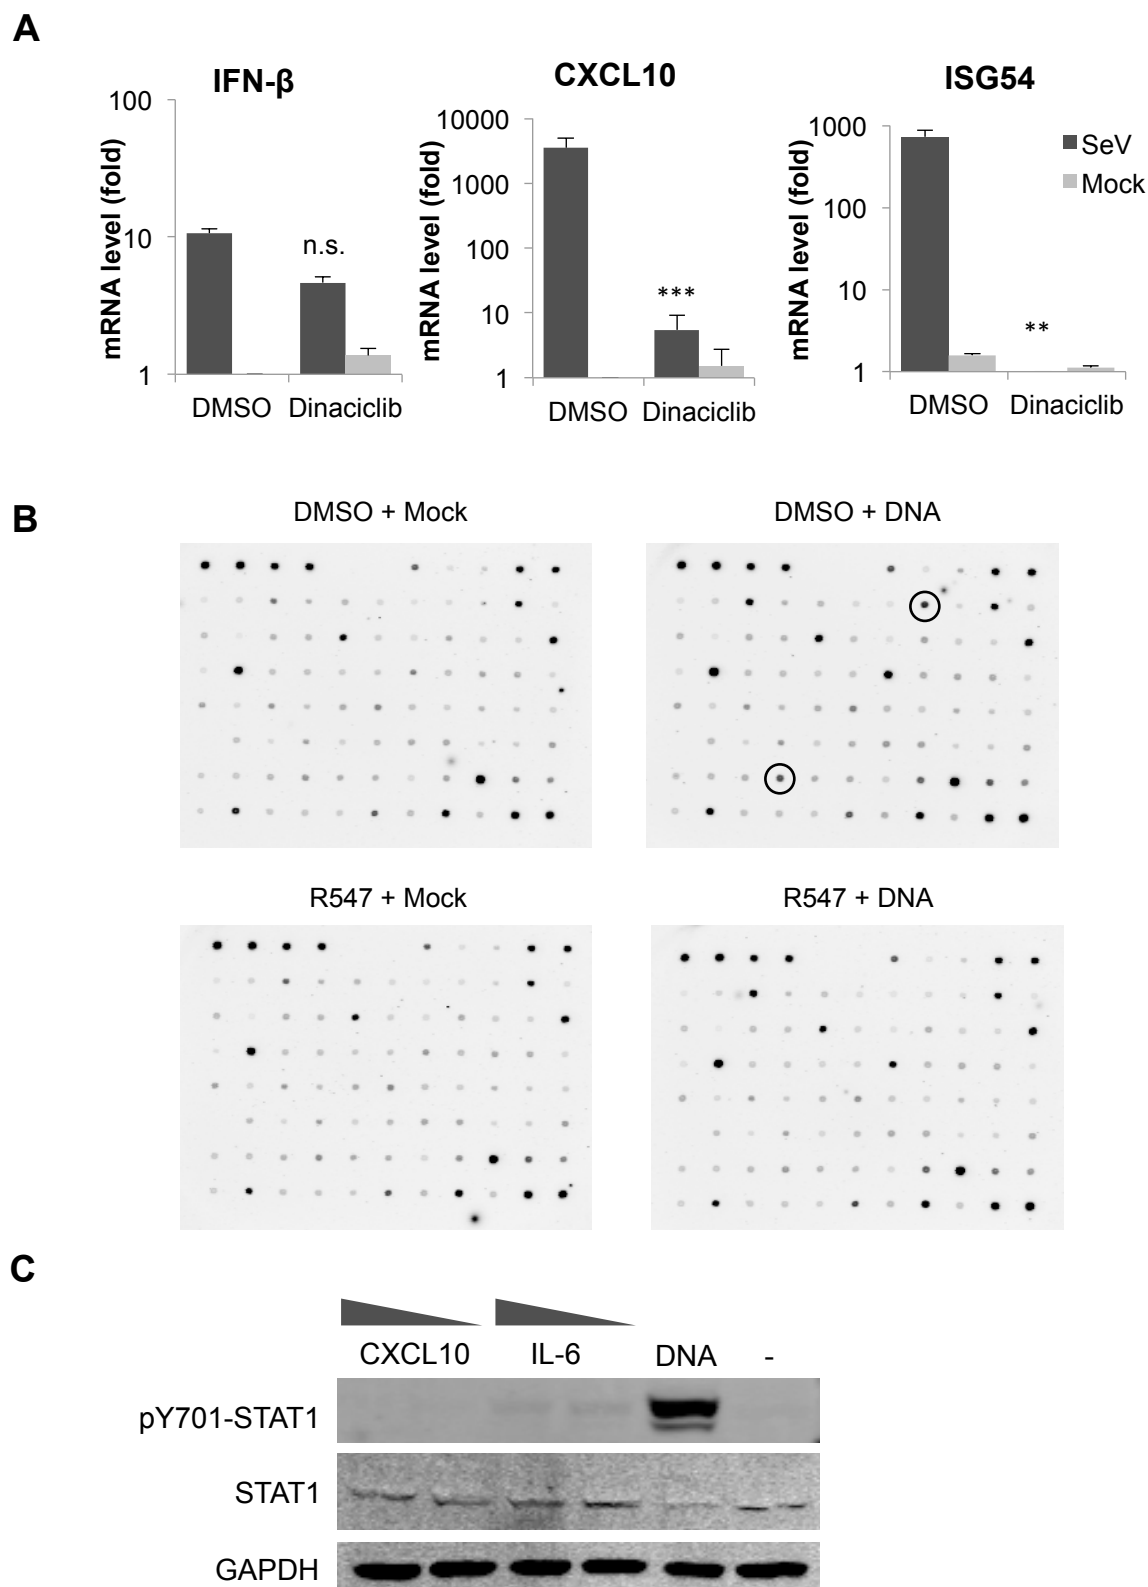 A
IFN-β
CXCL10
ISG54
mRNA level (fold)
100
10
1
n.s.
DMSO Dinaciclib
mRNA level (fold)
10000
1000
100
10
1
***
DMSO Dinaciclib
mRNA level (fold)
1000
100
10
1
**
DMSO Dinaciclib
SeV
Mock
B
DMSO + Mock
DMSO + DNA
R547 + Mock
R547 + DNA
C
CXCL10 IL-6 DNA -
pY701-STAT1
STAT1
GAPDH